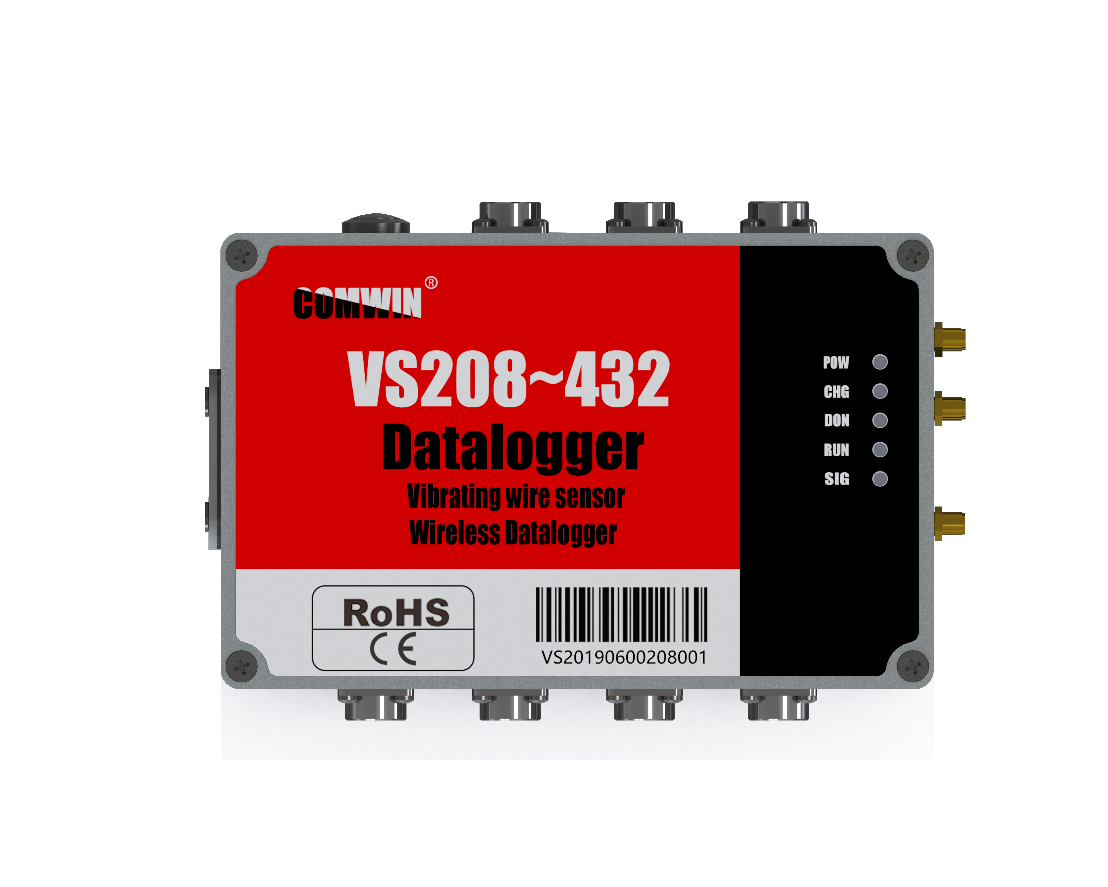 COMWIN®
VS208~432
Datalogger
Vibrating wire sensor
Wireless Datalogger
POW
CHG
DON
RUN
SIG
RoHS
CE
VS20190600208001